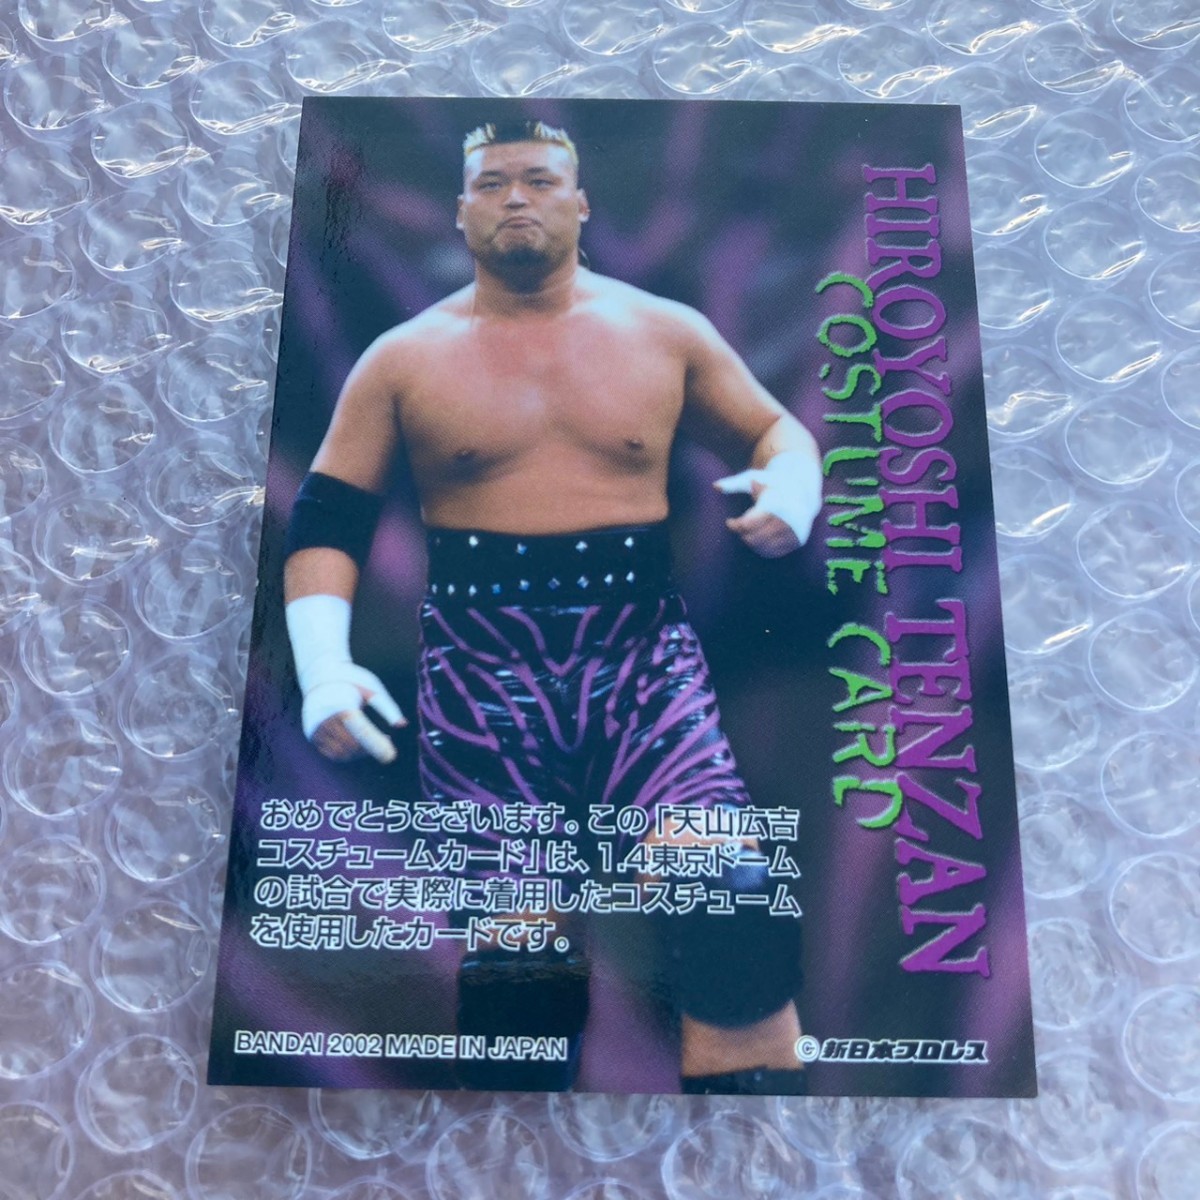 HIROYOSHI TENZAN
COSTUME CARD
おめでとうございます。この「天山広吉
コスチュームカード」は、1.4東京ドーム
の試合で実際に着用したコスチューム
を使用したカードです。
BANDAI 2002 MADE IN JAPAN
©新日本プロレス